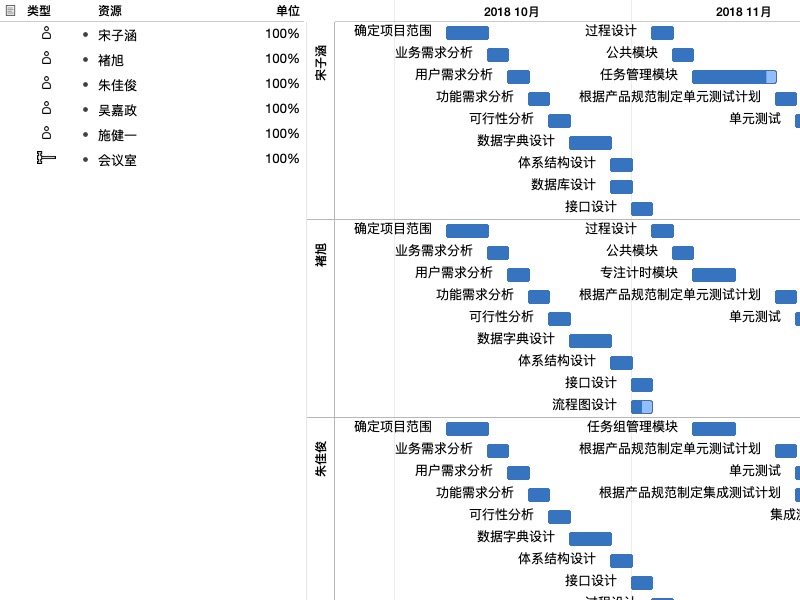 类型 资源 单位
宋子涵 100%
褚旭 100%
朱佳俊 100%
吴嘉政 100%
施健一 100%
会议室 100%
2018 10月 2018 11月
宋子涵
确定项目范围 过程设计
业务需求分析 公共模块
用户需求分析 任务管理模块
功能需求分析 根据产品规范制定单元测试计划
可行性分析 单元测试
数据字典设计
体系结构设计
数据库设计
接口设计
褚旭
确定项目范围 过程设计
业务需求分析 公共模块
用户需求分析 专注计时模块
功能需求分析 根据产品规范制定单元测试计划
可行性分析 单元测试
数据字典设计
体系结构设计
接口设计
流程图设计
朱佳俊
确定项目范围 任务组管理模块
业务需求分析 根据产品规范制定单元测试计划
用户需求分析 单元测试
功能需求分析 根据产品规范制定集成测试计划
可行性分析 集成
数据字典设计
体系结构设计
接口设计